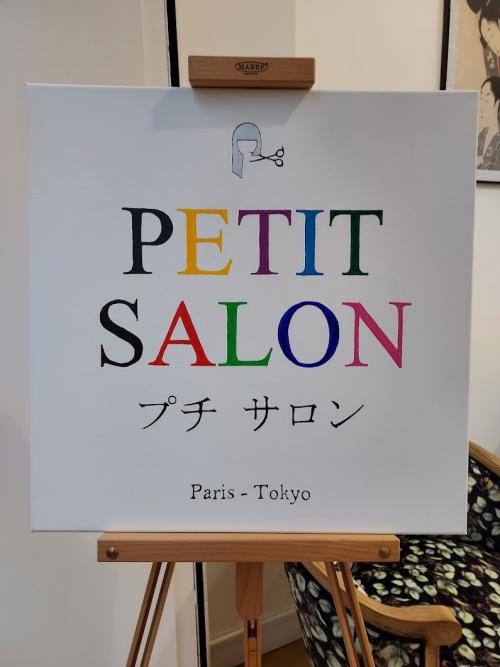 MABEF
PETIT
SALON
プチ サロン
Paris - Tokyo